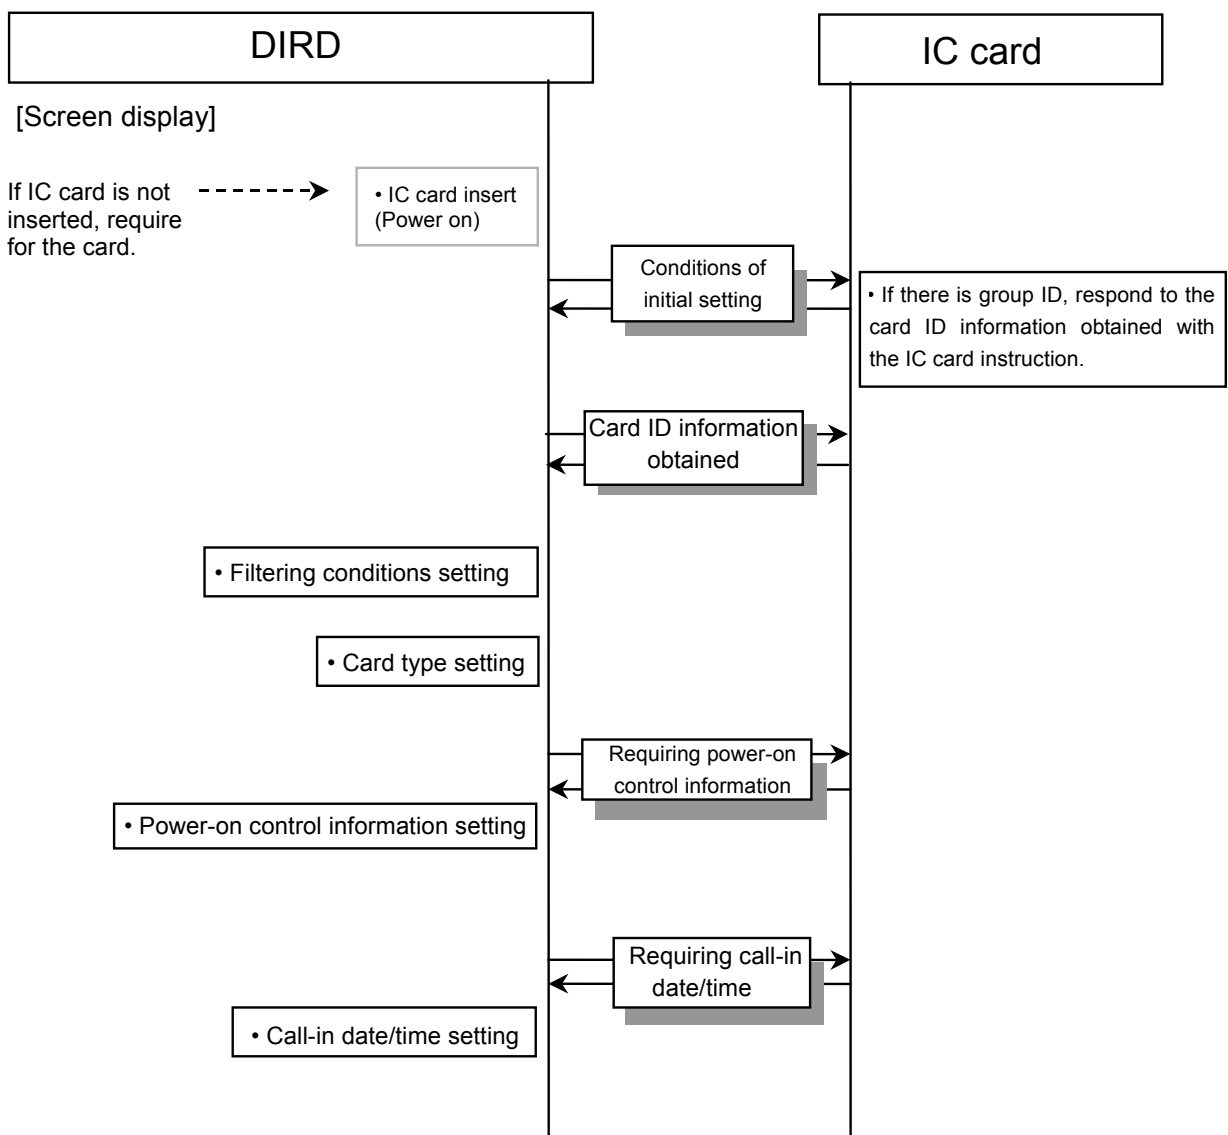 DIRD
IC card
[Screen display]
If IC card is not
inserted, require
for the card.
• IC card insert
(Power on)
Conditions of
initial setting
• If there is group ID, respond to the
card ID information obtained with
the IC card instruction.
Card ID information
obtained
• Filtering conditions setting
• Card type setting
Requiring power-on
control information
• Power-on control information setting
Requiring call-in
date/time
• Call-in date/time setting